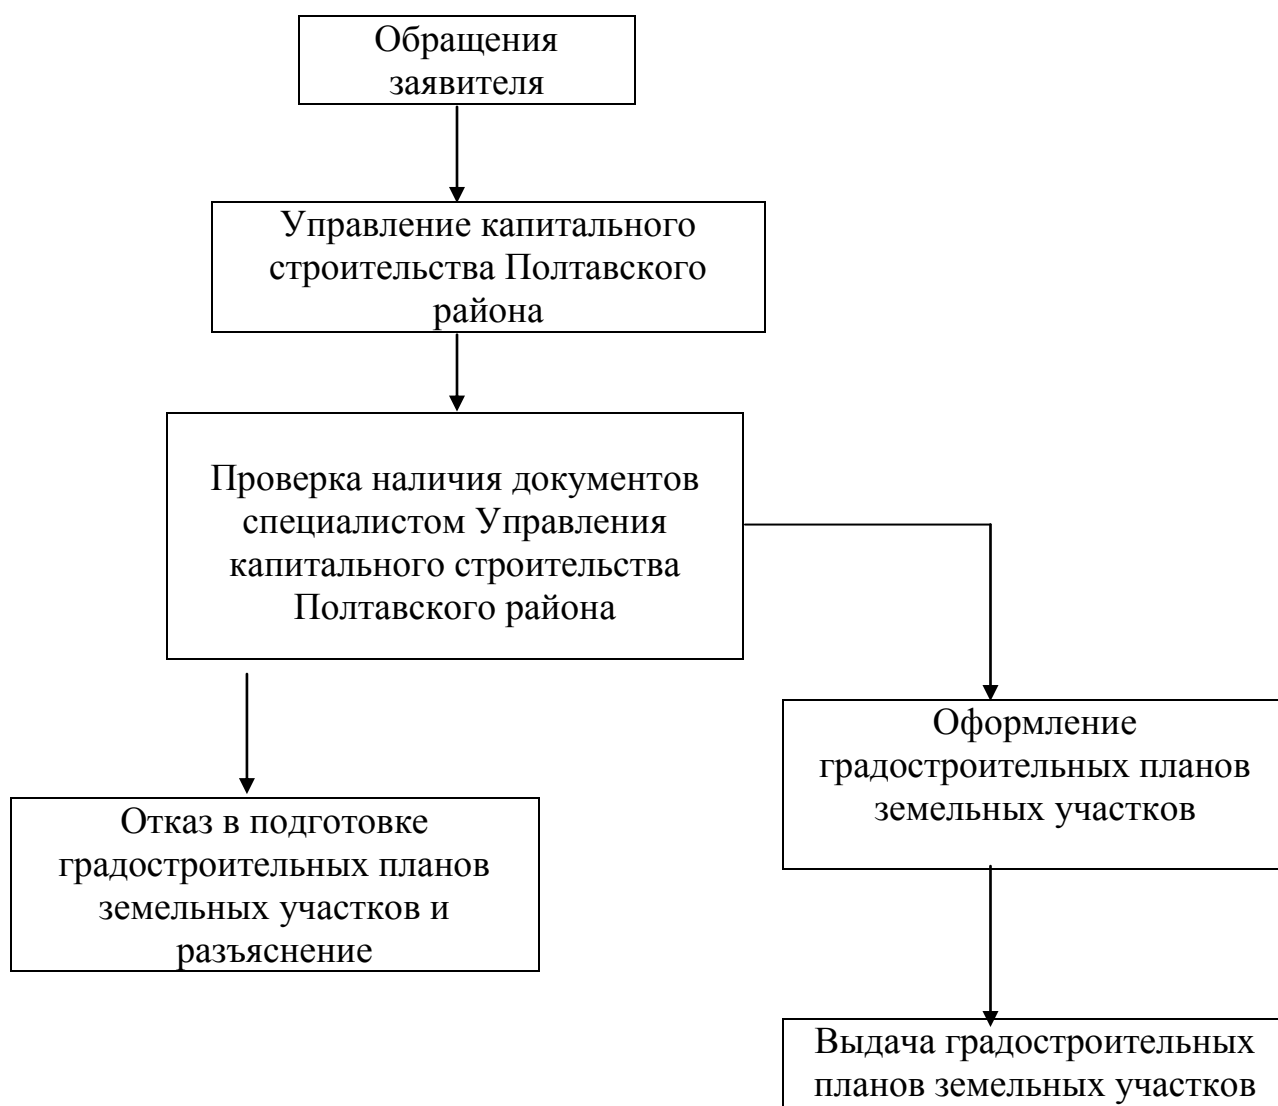 Обращения
заявителя
Управление капитального
строительства Полтавского
района
Проверка наличия документов
специалистом Управления
капитального строительства
Полтавского района
Оформление
градостроительных планов
земельных участков
Отказ в подготовке
градостроительных планов
земельных участков и
разъяснение
Выдача градостроительных
планов земельных участков